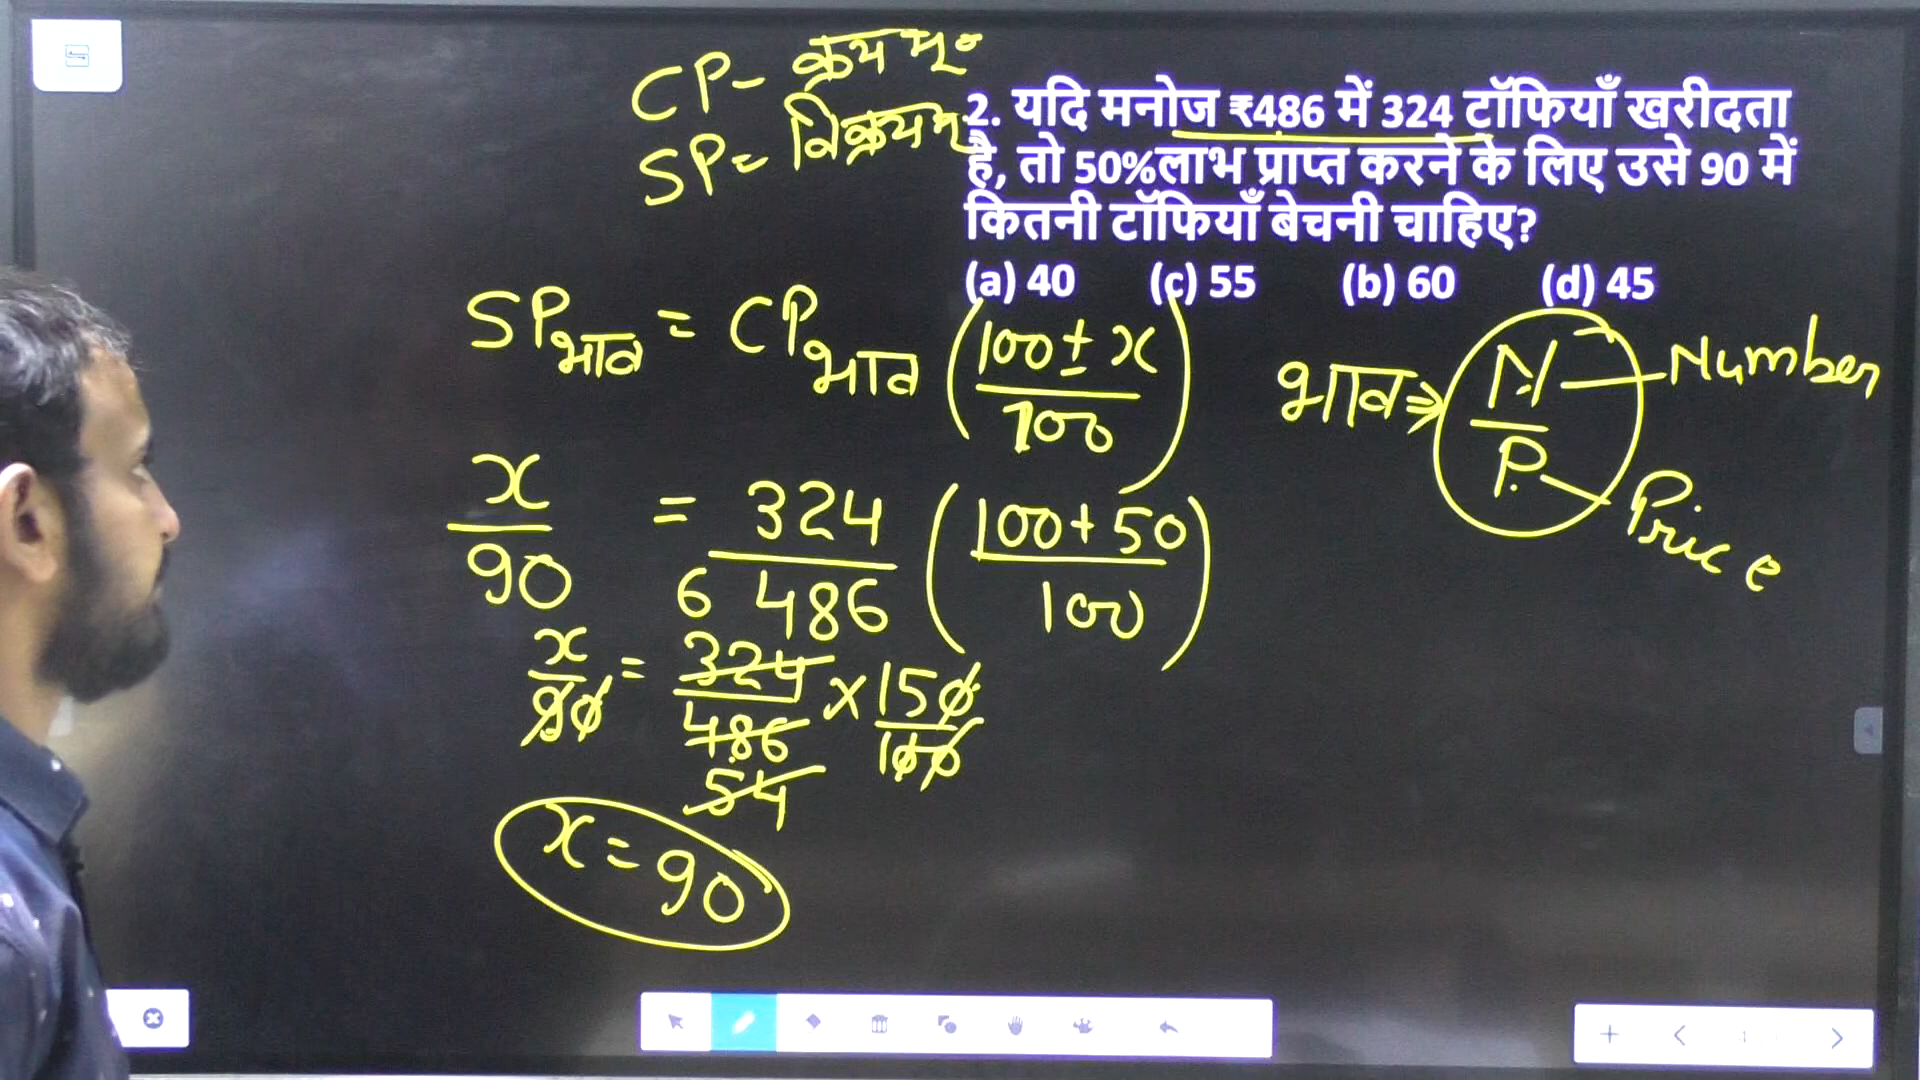 CP- क्रय मू०
SP= विक्रय मू
2. यदि मनोज ₹486 में 324 टॉफियाँ खरीदता
है, तो 50%लाभ प्राप्त करने के लिए उसे 90 में
कितनी टॉफियाँ बेचनी चाहिए?
(a) 40 (c) 55 (b) 60 (d) 45
SPभाव = CPभाव (100 ± x / 100)
भाव ⇒ N / P
Number
Price
x / 90 = 324 / 486 (100 + 50 / 100)
6
x / 90 = 324 / 486 × 150 / 100
54
x = 90